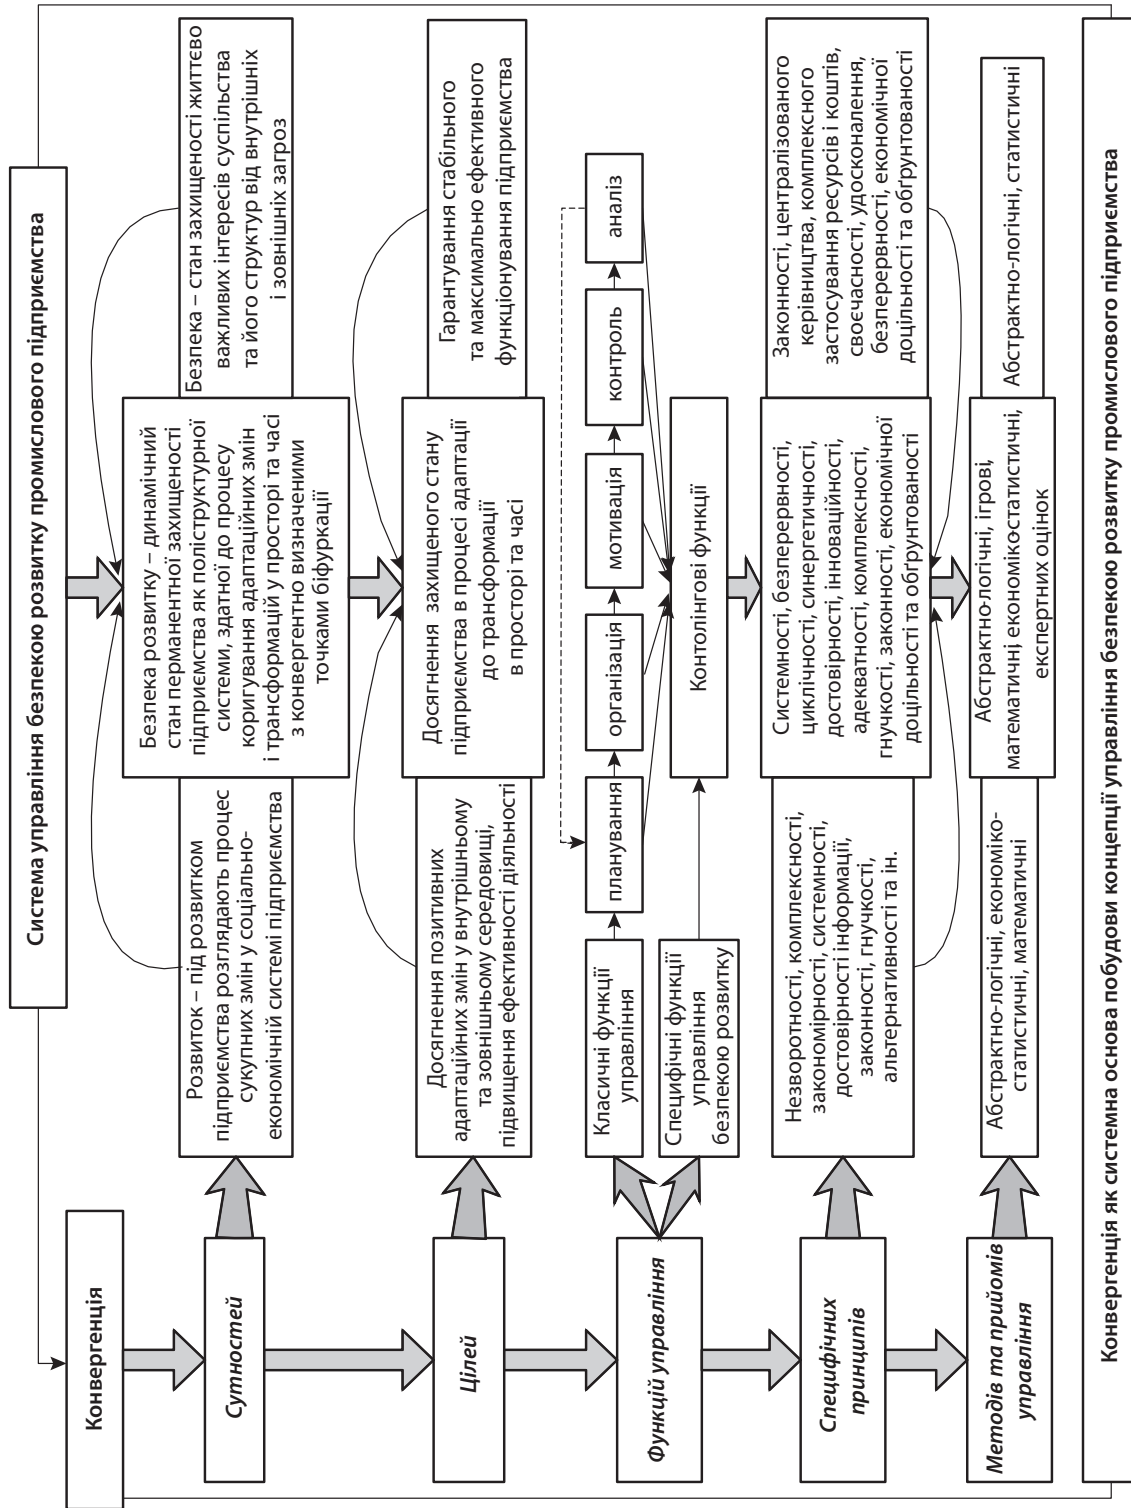 Система управління безпекою розвитку промислового підприємства
Конвергенція
Сутностей
Розвиток – під розвитком
підприємства розглядають процес
сукупних змін у соціально-
економічній системі підприємства
Безпека розвитку – динамічний
стан перманентної захищеності
підприємства як поліструктурної
системи, здатної до процесу
коригування адаптаційних змін
і трансформацій у просторі та часі
з конвергентно визначеними
точками біфуркації
Безпека – стан захищеності життєво
важливих інтересів суспільства
та його структур від внутрішніх
і зовнішніх загроз
Цілей
Досягнення позитивних
адаптаційних змін у внутрішньому
та зовнішньому середовищі,
підвищення ефективності діяльності
Досягнення захищеного стану
підприємства в процесі адаптації
до трансформації
в просторі та часі
Гарантування стабільного
та максимально ефективного
функціонування підприємства
Функцій управління
Класичні функції
управління
планування
організація
мотивація
контроль
аналіз
Специфічні функції
управління
безпекою розвитку
Контолінгові функції
Специфічних
принципів
Незворотності, комплексності,
закономірності, системності,
достовірності інформації,
законності, гнучкості,
альтернативності та ін.
Системності, безперервності,
циклічності, синергетичності,
достовірності, інноваційності,
адекватності, комплексності,
гнучкості, законності, економічної
доцільності та обґрунтованості
Законності, централізованого
керівництва, комплексного
застосування ресурсів і коштів,
своєчасності, удосконалення,
безперервності, економічної
доцільності та обґрунтованості
Методів та прийомів
управління
Абстрактно-логічні, економіко-
статистичні, математичні
Абстрактно-логічні, ігрові,
математичні, економікостатистичні,
експертних оцінок
Абстрактно-логічні, статистичні
Конвергенція як системна основа побудови концепції управління безпекою розвитку промислового підприємства